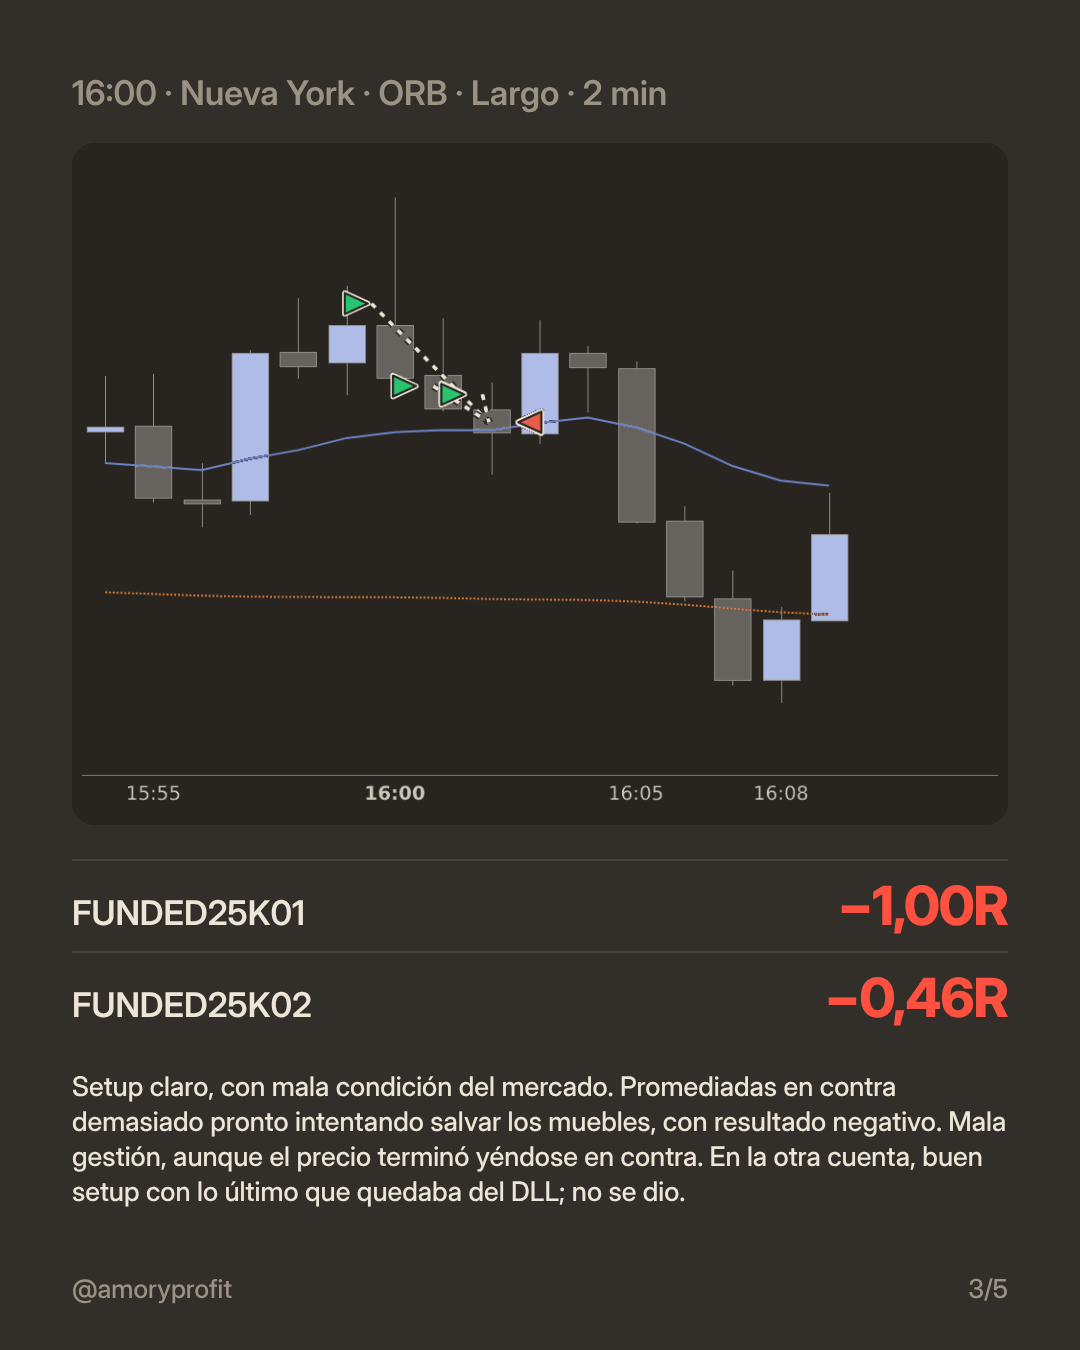 16:00 · Nueva York · ORB · Largo · 2 min
15:55 16:00 16:05 16:08
FUNDED25K01 −1,00R
FUNDED25K02 −0,46R
Setup claro, con mala condición del mercado. Promediadas en contra
demasiado pronto intentando salvar los muebles, con resultado negativo. Mala
gestión, aunque el precio terminó yéndose en contra. En la otra cuenta, buen
setup con lo último que quedaba del DLL; no se dio.
@amoryprofit 3/5